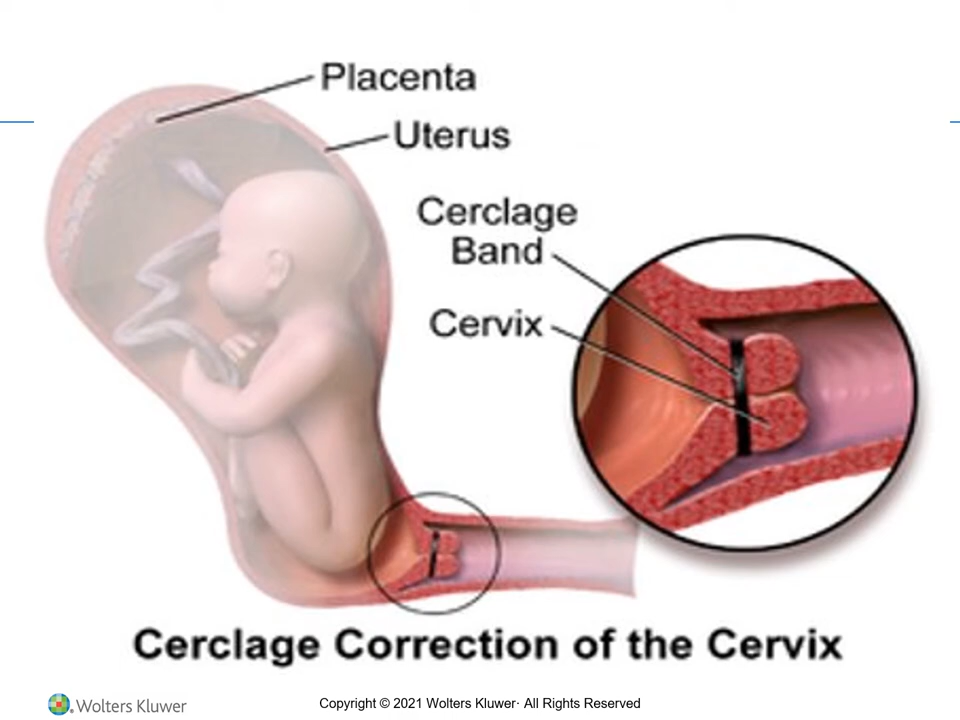 Placenta
Uterus
Cerclage
Band
Cervix
Cerclage Correction of the Cervix
Wolters Kluwer
Copyright © 2021 Wolters Kluwer · All Rights Reserved